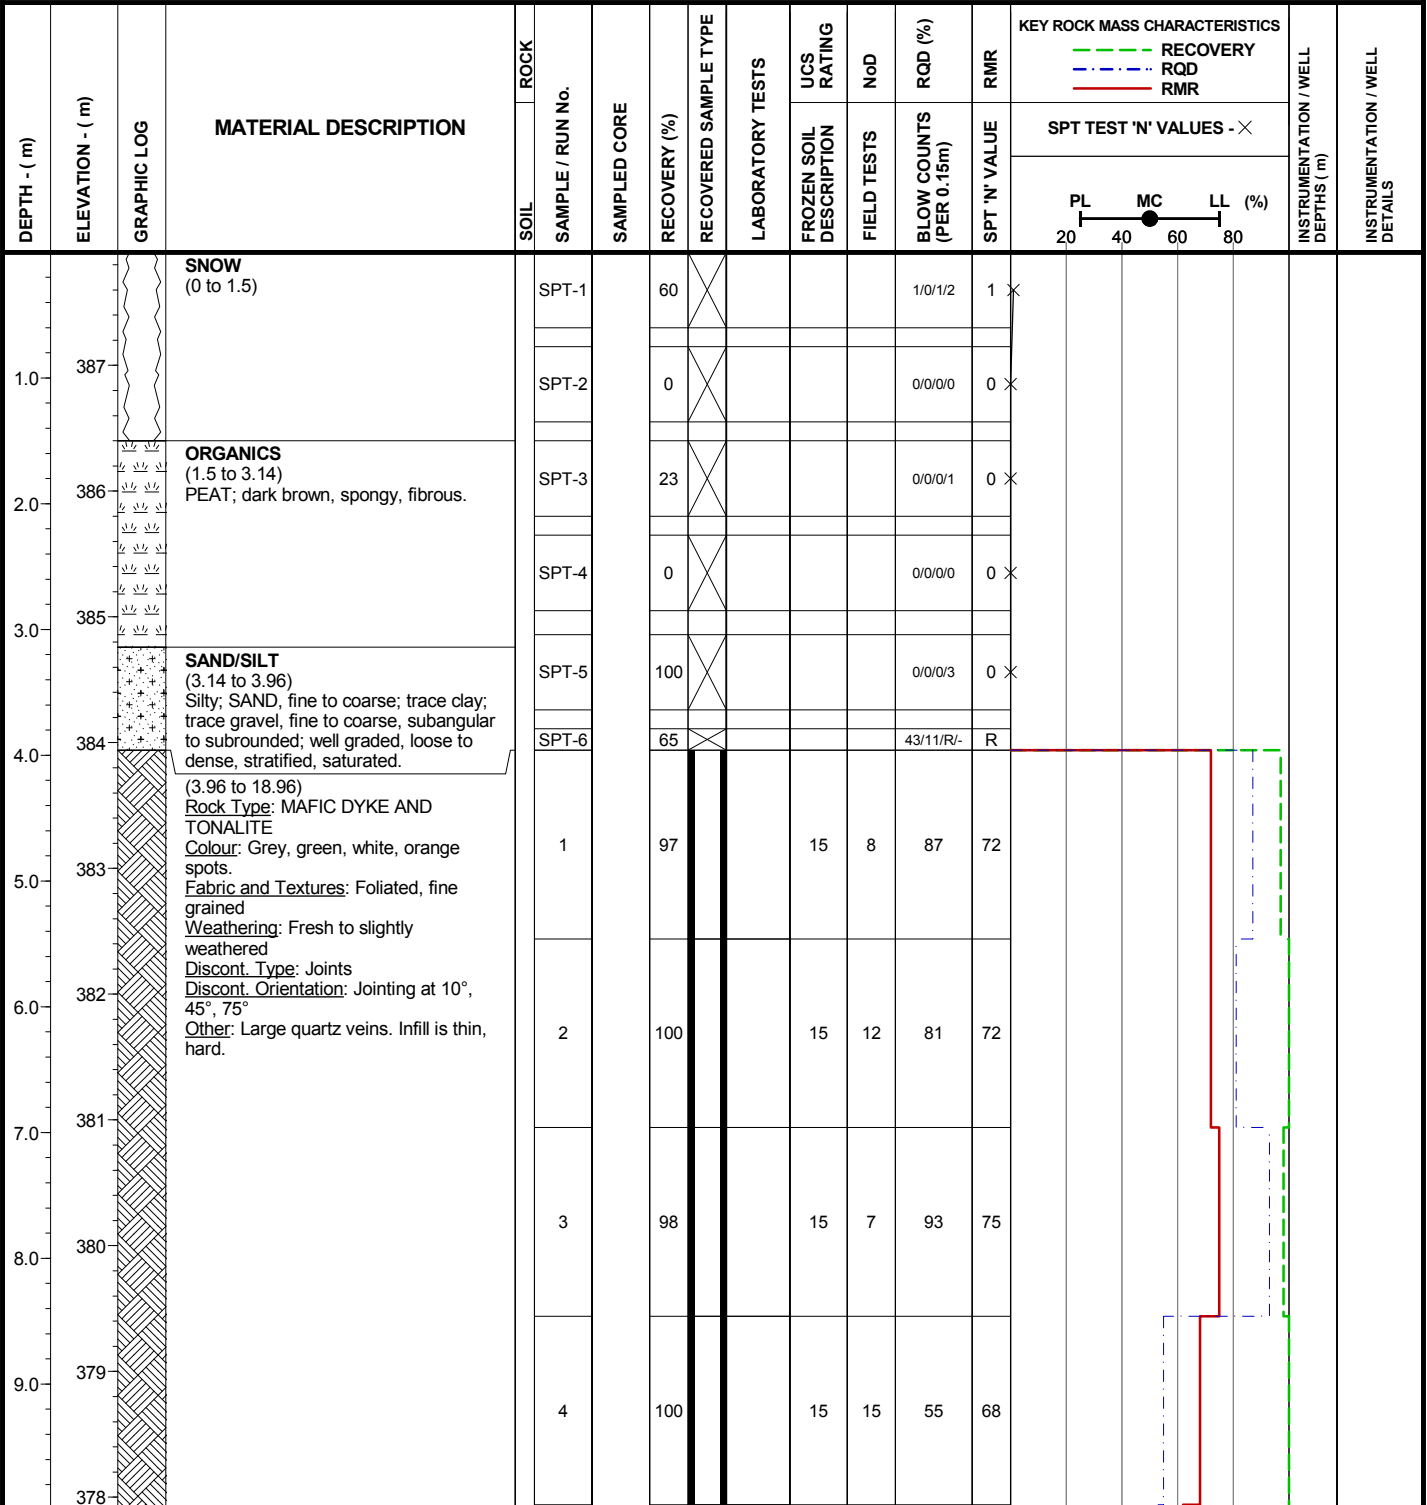 DEPTH - ( m)
ELEVATION - ( m)
GRAPHIC LOG
MATERIAL DESCRIPTION
SOIL
ROCK
SAMPLE / RUN No.
SAMPLED CORE
RECOVERY (%)
RECOVERED SAMPLE TYPE
LABORATORY TESTS
UCS
RATING
FROZEN SOIL
DESCRIPTION
NoD
FIELD TESTS
RQD (%)
BLOW COUNTS
(PER 0.15m)
RMR
SPT 'N' VALUE
KEY ROCK MASS CHARACTERISTICS
RECOVERY
RQD
RMR
SPT TEST 'N' VALUES - ×
PL MC LL (%)
20 40 60 80
INSTRUMENTATION / WELL
DEPTHS ( m)
INSTRUMENTATION / WELL
DETAILS
SNOW
(0 to 1.5)
SPT-1 60 1/0/1/2 1
387
1.0
SPT-2 0 0/0/0/0 0
ORGANICS
(1.5 to 3.14)
PEAT; dark brown, spongy, fibrous.
SPT-3 23 0/0/0/1 0
386
2.0
SPT-4 0 0/0/0/0 0
385
3.0
SAND/SILT
(3.14 to 3.96)
Silty; SAND, fine to coarse; trace clay;
trace gravel, fine to coarse, subangular
to subrounded; well graded, loose to
dense, stratified, saturated.
SPT-5 100 0/0/0/3 0
384
SPT-6 65 43/11/R/- R
4.0
(3.96 to 18.96)
Rock Type: MAFIC DYKE AND
TONALITE
Colour: Grey, green, white, orange
spots.
Fabric and Textures: Foliated, fine
grained
Weathering: Fresh to slightly
weathered
Discont. Type: Joints
Discont. Orientation: Jointing at 10°,
45°, 75°
Other: Large quartz veins. Infill is thin,
hard.
1 97 15 8 87 72
383
5.0
382
6.0
2 100 15 12 81 72
381
7.0
3 98 15 7 93 75
380
8.0
379
9.0
4 100 15 15 55 68
378